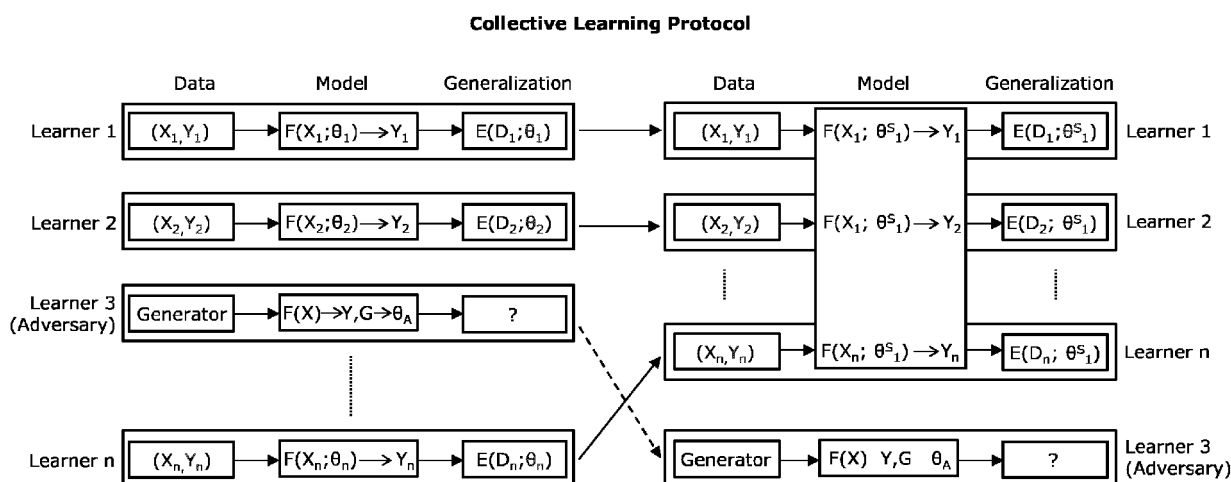 Collective Learning Protocol
Data Model Generalization Data Model Generalization
Learner 1 (X₁,Y₁) F(X₁;θ₁)→Y₁ E(D₁;θ₁) (X₁,Y₁) F(X₁; θˢ₁)→Y₁ E(D₁;θˢ₁) Learner 1
Learner 2 (X₂,Y₂) F(X₂;θ₂)→Y₂ E(D₂;θ₂) (X₂,Y₂) F(X₁; θˢ₁)→Y₂ E(D₂; θˢ₁) Learner 2
Learner 3
(Adversary) Generator F(X)→Y,G→θ_A ?
(Xₙ,Yₙ) F(Xₙ; θˢ₁)→Yₙ E(Dₙ; θˢ₁) Learner n
Learner n (Xₙ,Yₙ) F(Xₙ;θₙ)→Yₙ E(Dₙ;θₙ) Generator F(X) Y,G θ_A ? Learner 3
(Adversary)